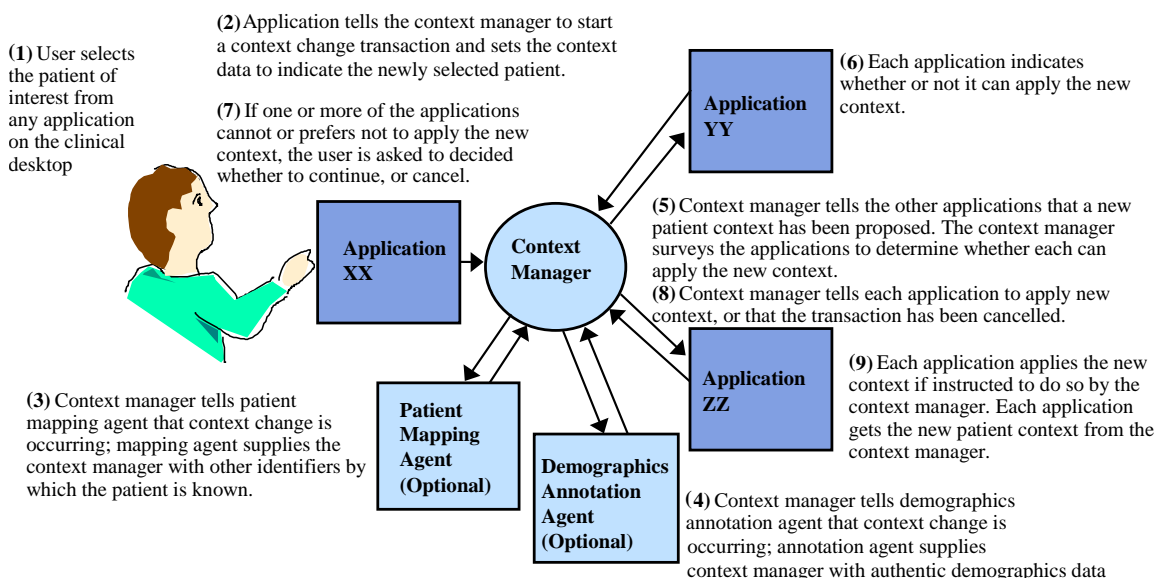 (1) User selects
the patient of
interest from
any application
on the clinical
desktop
(2) Application tells the context manager to start
a context change transaction and sets the context
data to indicate the newly selected patient.
(7) If one or more of the applications
cannot or prefers not to apply the new
context, the user is asked to decided
whether to continue, or cancel.
Application
YY
(6) Each application indicates
whether or not it can apply the new
context.
Application
XX
Context
Manager
(5) Context manager tells the other applications that a new
patient context has been proposed. The context manager
surveys the applications to determine whether each can
apply the new context.
(8) Context manager tells each application to apply new
context, or that the transaction has been cancelled.
Application
ZZ
(9) Each application applies the new
context if instructed to do so by the
context manager. Each application
gets the new patient context from the
context manager.
(3) Context manager tells patient
mapping agent that context change is
occurring; mapping agent supplies the
context manager with other identifiers by
which the patient is known.
Patient
Mapping
Agent
(Optional)
Demographics
Annotation
Agent
(Optional)
(4) Context manager tells demographics
annotation agent that context change is
occurring; annotation agent supplies
context manager with authentic demographics data